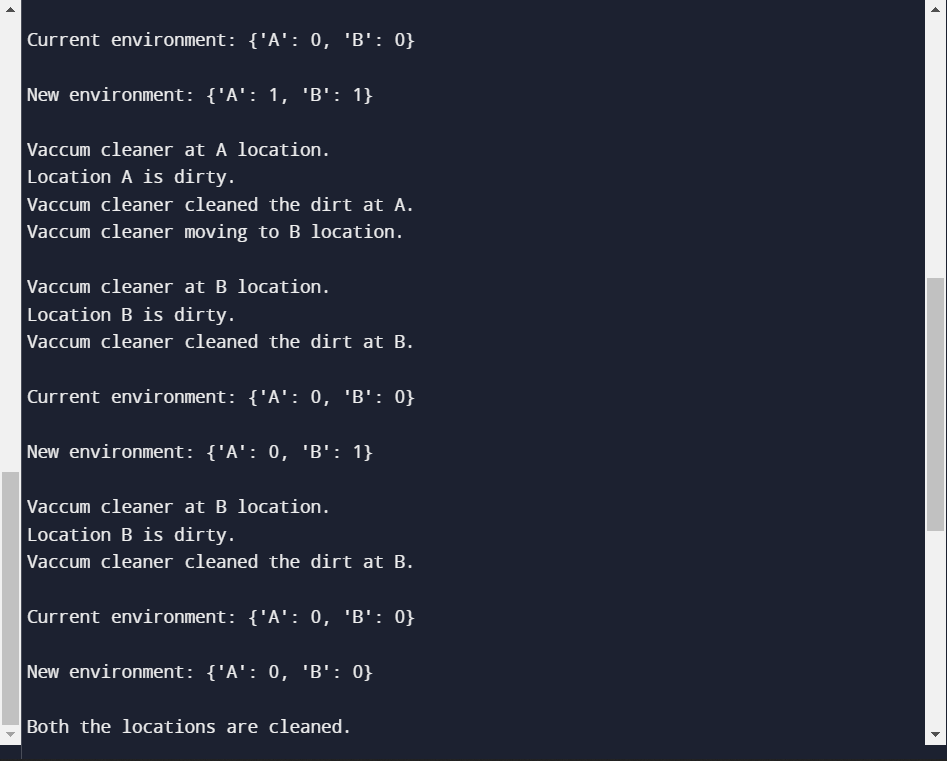 Current environment: {'A': 0, 'B': 0}
New environment: {'A': 1, 'B': 1}
Vaccum cleaner at A location.
Location A is dirty.
Vaccum cleaner cleaned the dirt at A.
Vaccum cleaner moving to B location.
Vaccum cleaner at B location.
Location B is dirty.
Vaccum cleaner cleaned the dirt at B.
Current environment: {'A': 0, 'B': 0}
New environment: {'A': 0, 'B': 1}
Vaccum cleaner at B location.
Location B is dirty.
Vaccum cleaner cleaned the dirt at B.
Current environment: {'A': 0, 'B': 0}
New environment: {'A': 0, 'B': 0}
Both the locations are cleaned.